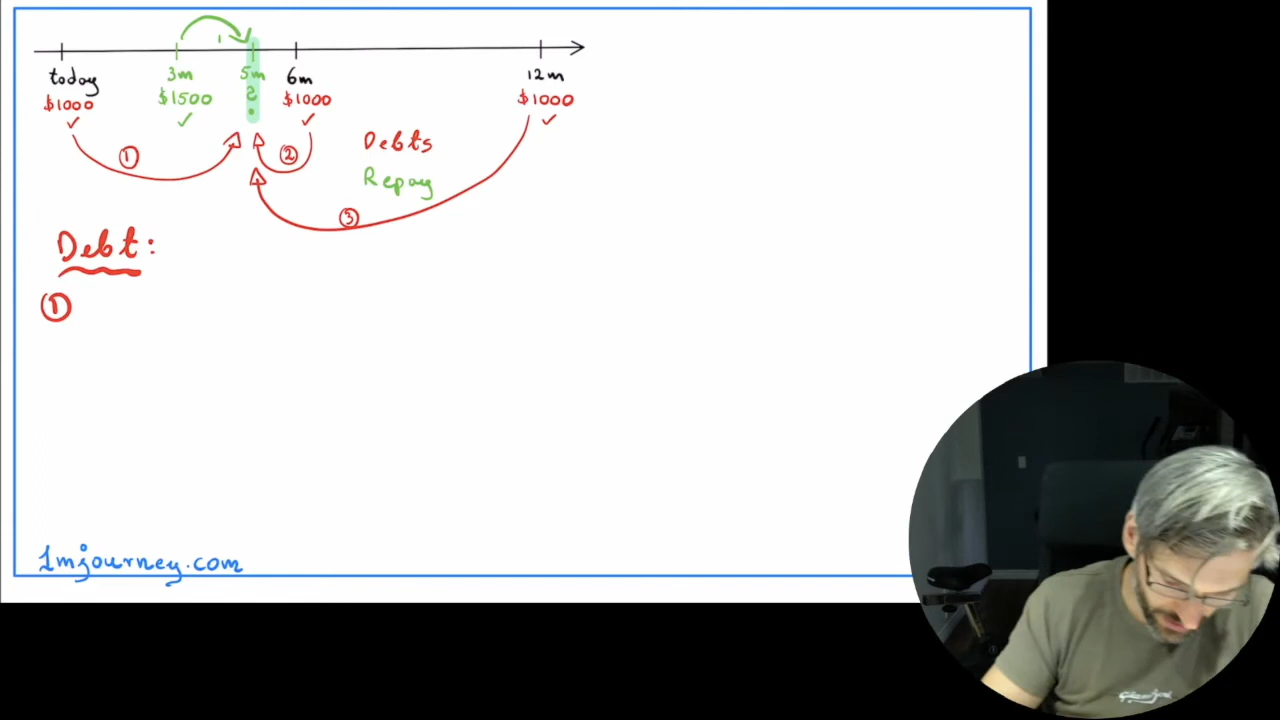 today 3m 5m 6m 12m
$1000 $1500 ? $1000 $1000
✓ ✓ ✓ ✓
① ② Debts
Repay
③
Debt:
①
1mjourney.com